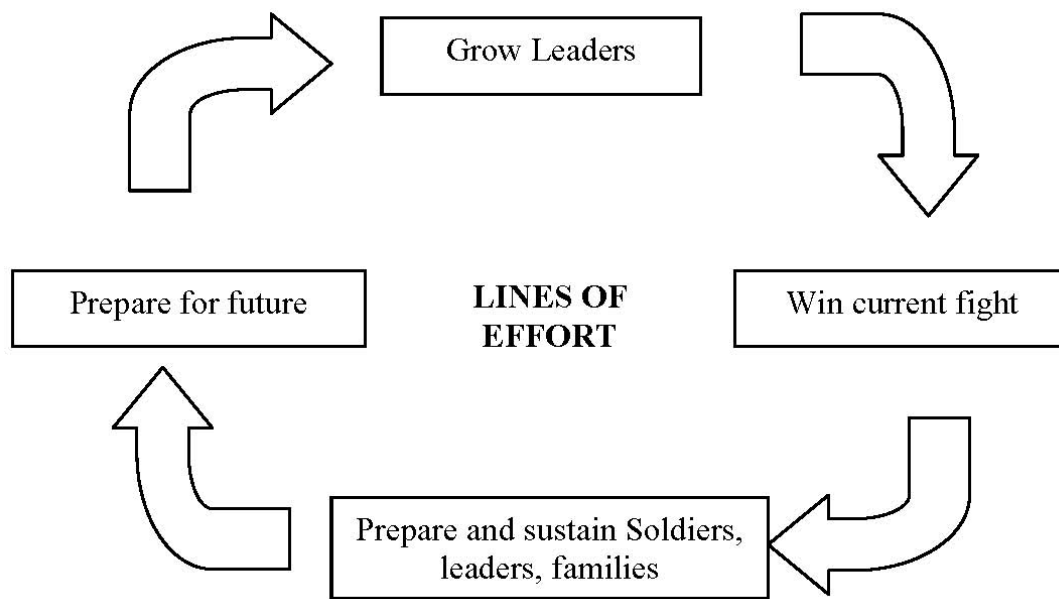 Grow Leaders
Prepare for future
LINES OF
EFFORT
Win current fight
Prepare and sustain Soldiers,
leaders, families